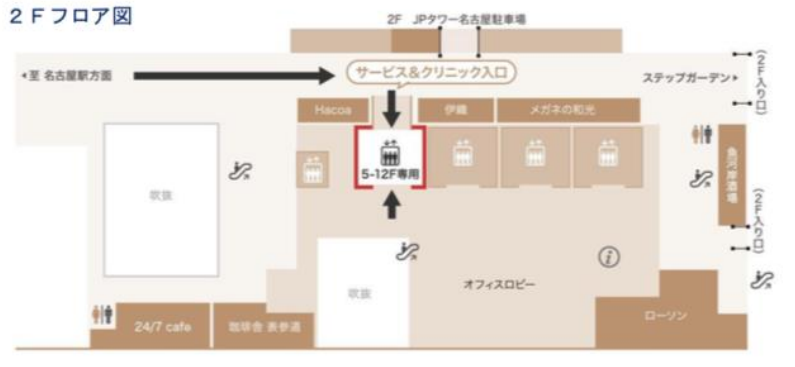 ２Ｆフロア図
2F JPタワー名古屋駐車場
◂至 名古屋駅方面
サービス&クリニック入口
ステップガーデン▸
(2F入り口)
Hacoa
伊織
メガネの和光
5-12F専用
魚河岸酒場
吹抜
(2F入り口)
吹抜
オフィスロビー
24/7 cafe
珈琲舎 表参道
ローソン